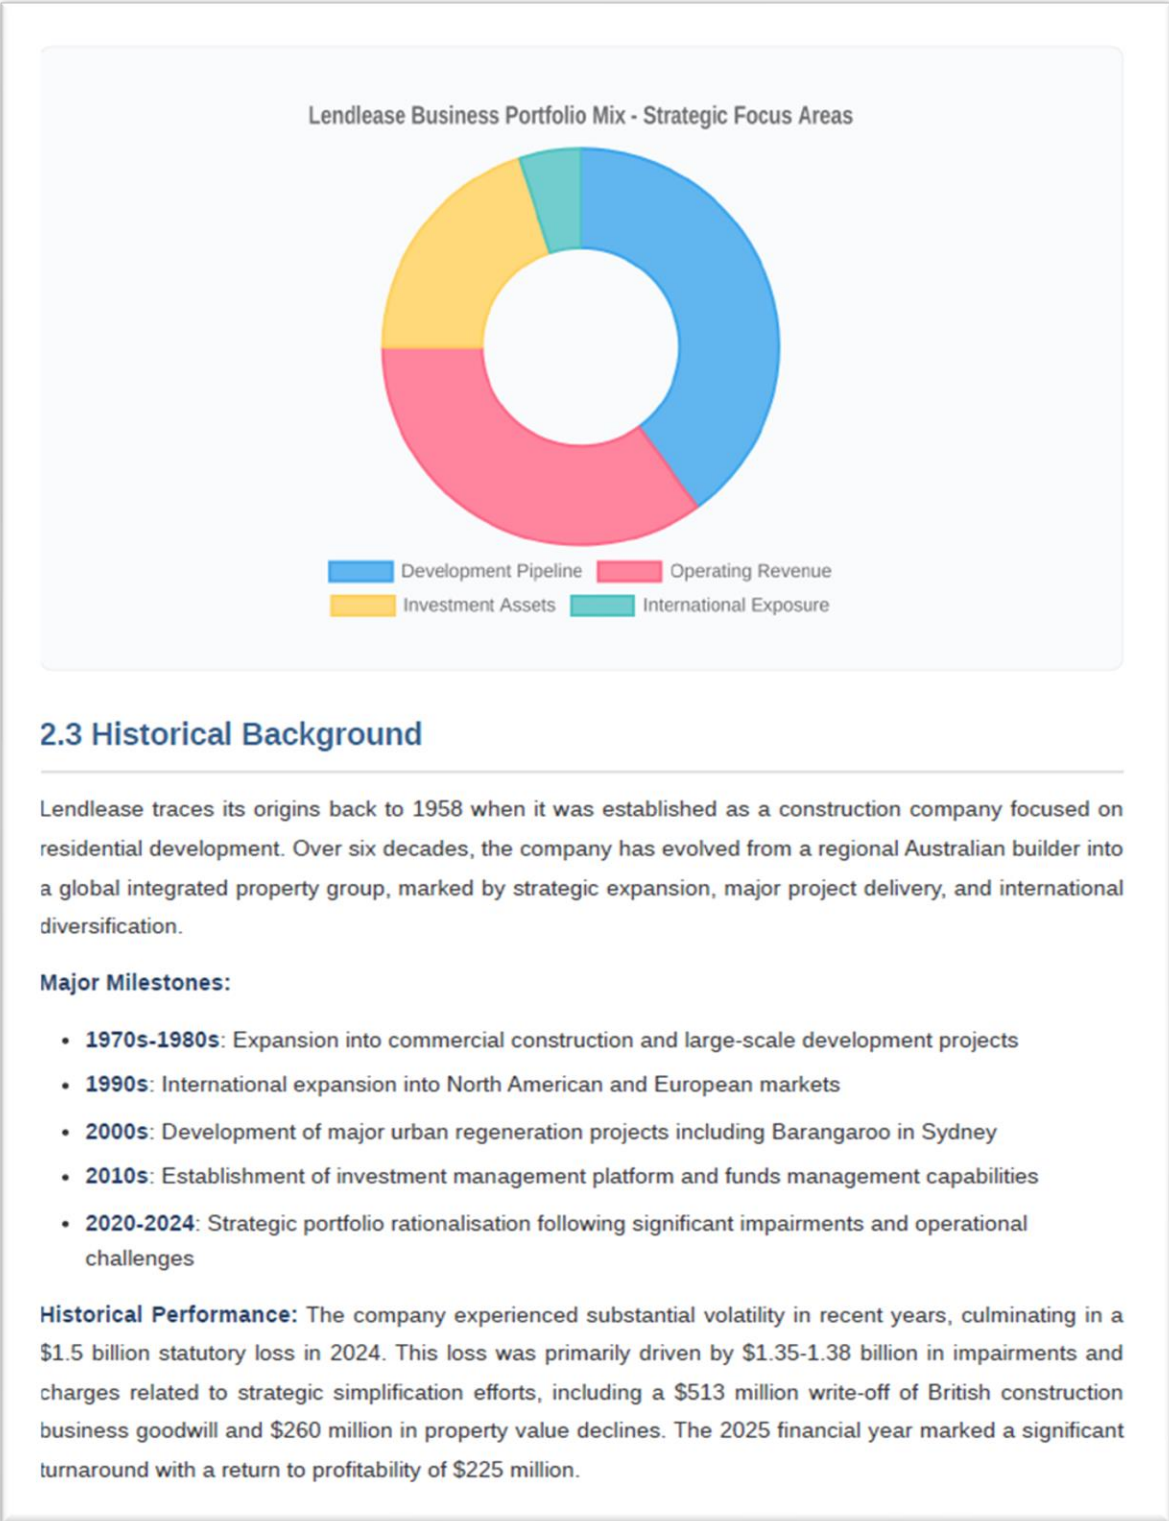 Lendlease Business Portfolio Mix - Strategic Focus Areas
Development Pipeline
Operating Revenue
Investment Assets
International Exposure
2.3 Historical Background
Lendlease traces its origins back to 1958 when it was established as a construction company focused on
residential development. Over six decades, the company has evolved from a regional Australian builder into
a global integrated property group, marked by strategic expansion, major project delivery, and international
diversification.
Major Milestones:
• 1970s-1980s: Expansion into commercial construction and large-scale development projects
• 1990s: International expansion into North American and European markets
• 2000s: Development of major urban regeneration projects including Barangaroo in Sydney
• 2010s: Establishment of investment management platform and funds management capabilities
• 2020-2024: Strategic portfolio rationalisation following significant impairments and operational
challenges
Historical Performance: The company experienced substantial volatility in recent years, culminating in a
$1.5 billion statutory loss in 2024. This loss was primarily driven by $1.35-1.38 billion in impairments and
charges related to strategic simplification efforts, including a $513 million write-off of British construction
business goodwill and $260 million in property value declines. The 2025 financial year marked a significant
turnaround with a return to profitability of $225 million.